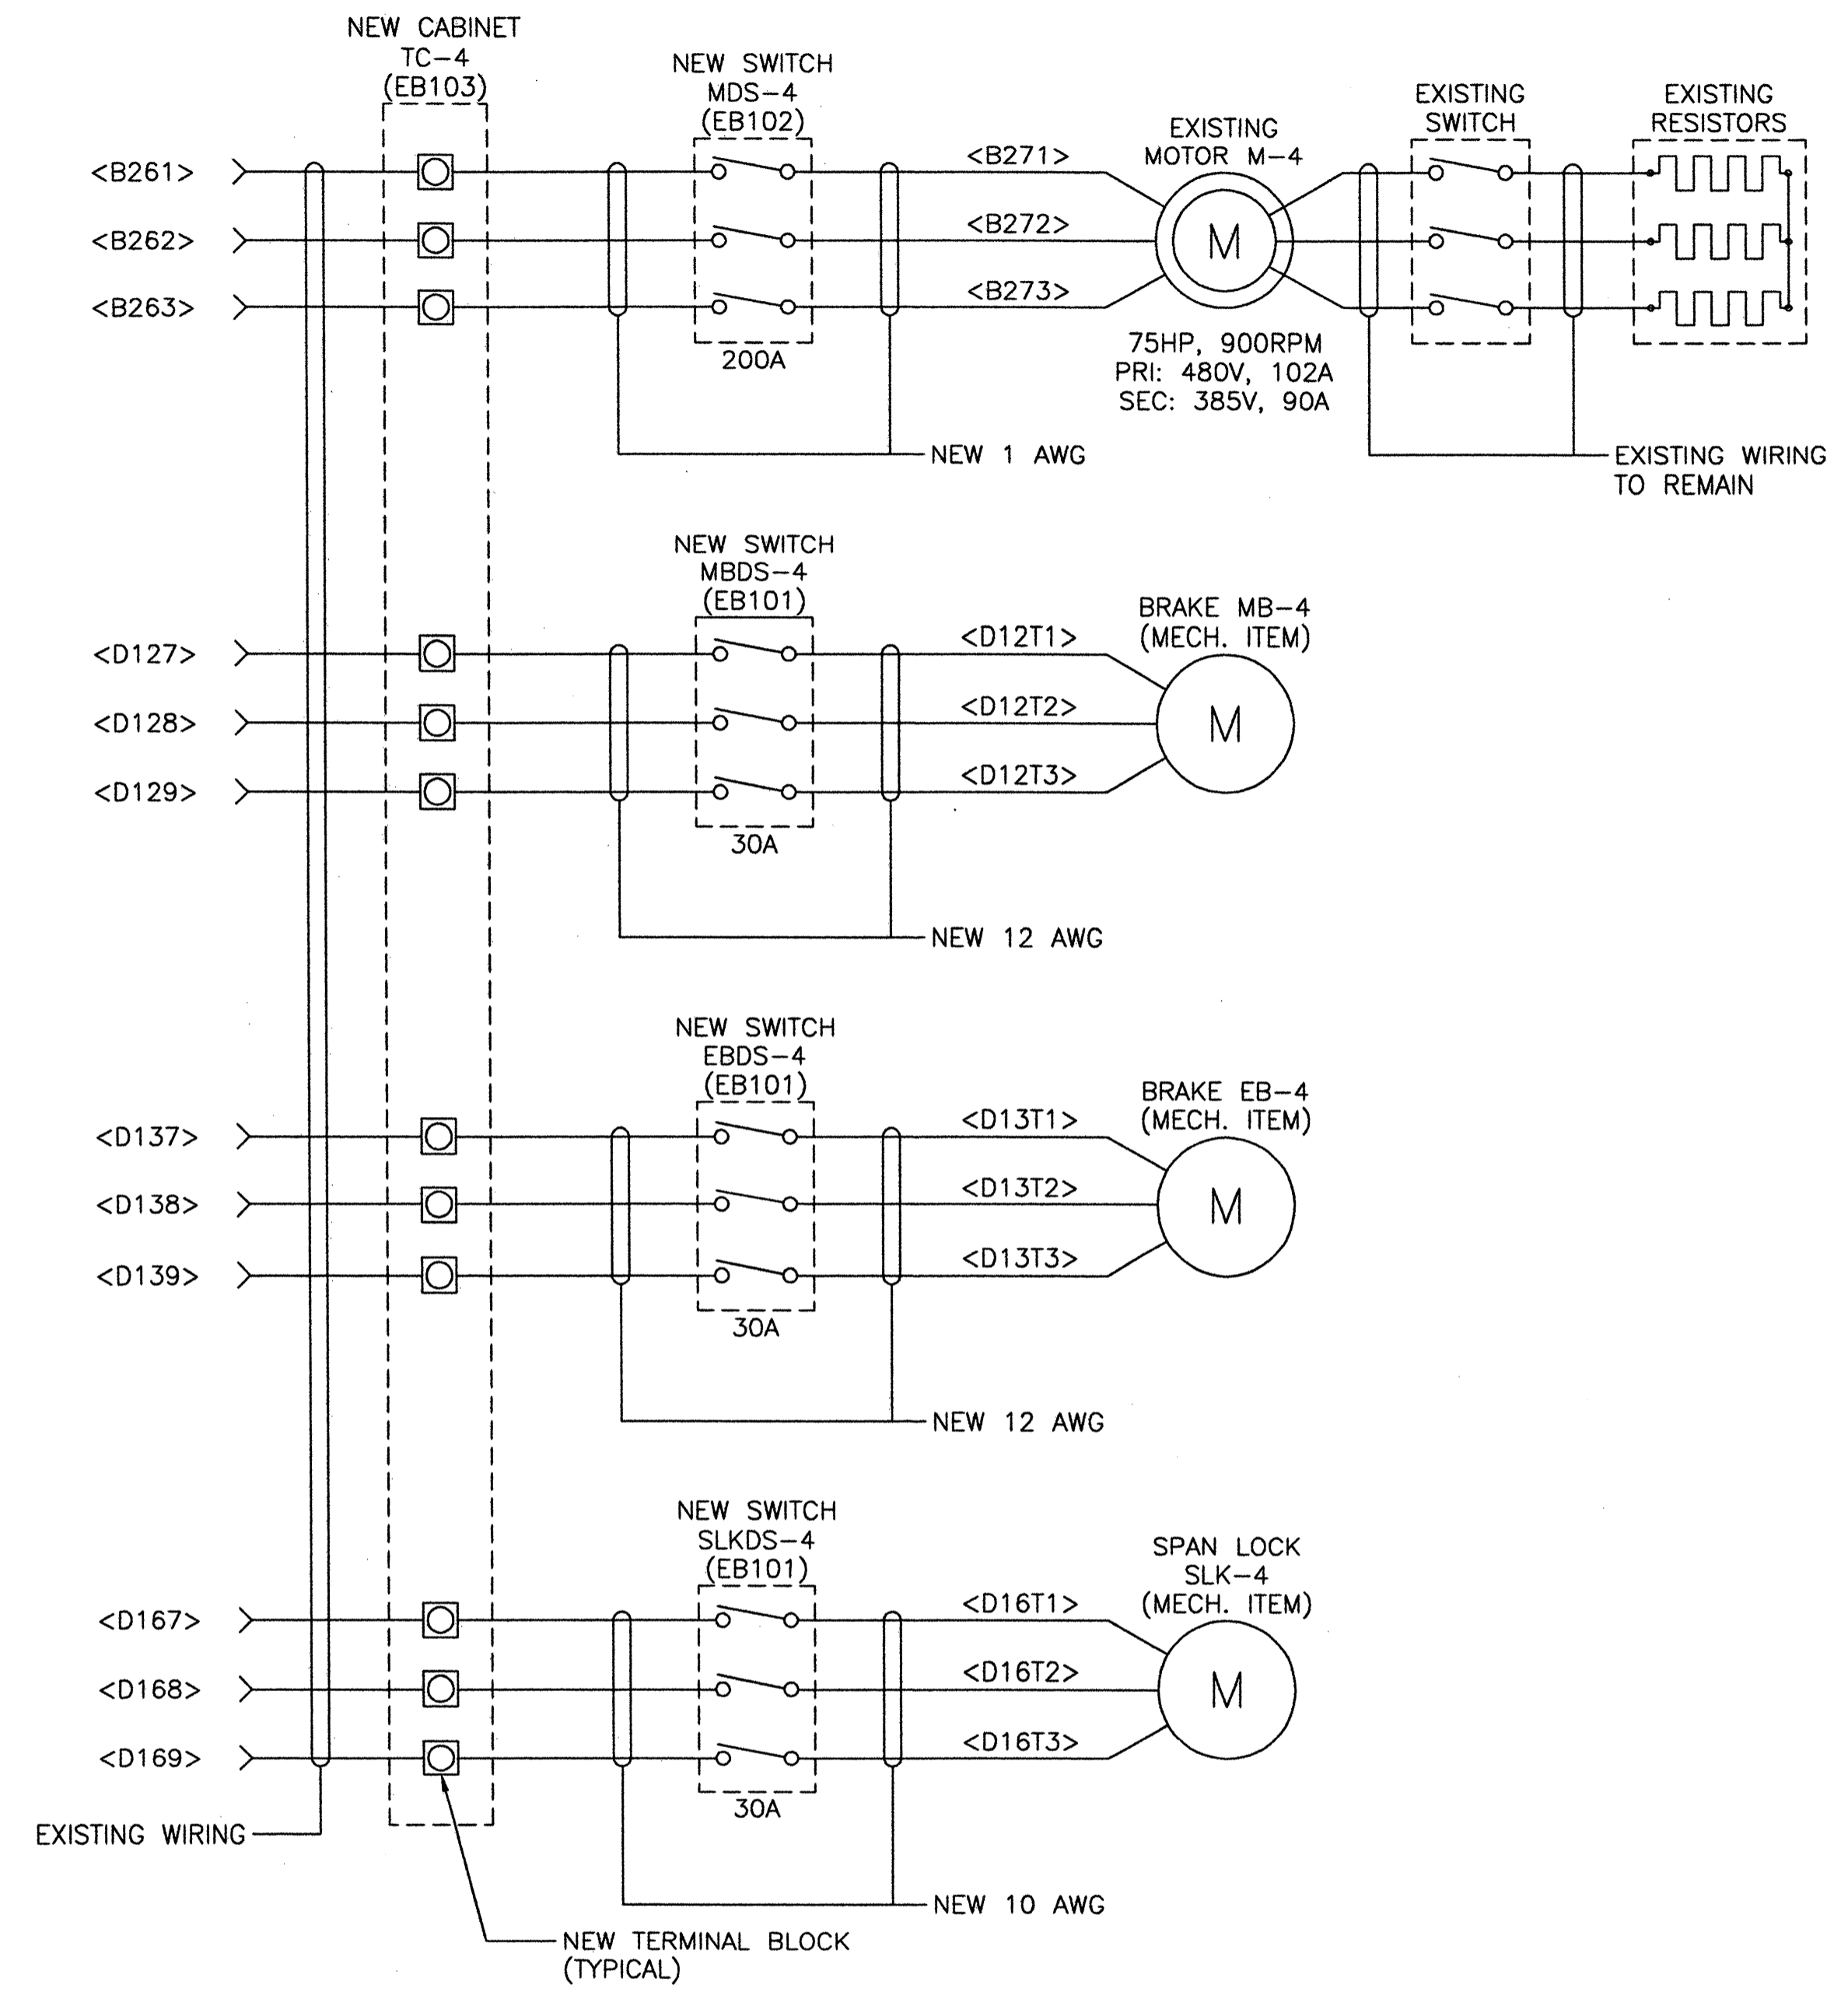 NEW CABINET
TC-4
(EB103)
NEW SWITCH
MDS-4
(EB102)
EXISTING
MOTOR M-4
EXISTING
SWITCH
EXISTING
RESISTORS
<B261>
<B262>
<B263>
<B271>
<B272>
<B273>
M
200A
75HP, 900RPM
PRI: 480V, 102A
SEC: 385V, 90A
NEW 1 AWG
EXISTING WIRING
TO REMAIN
NEW SWITCH
MBDS-4
(EB101)
BRAKE MB-4
(MECH. ITEM)
<D127>
<D128>
<D129>
<D12T1>
<D12T2>
<D12T3>
M
30A
NEW 12 AWG
NEW SWITCH
EBDS-4
(EB101)
BRAKE EB-4
(MECH. ITEM)
<D137>
<D138>
<D139>
<D13T1>
<D13T2>
<D13T3>
M
30A
NEW 12 AWG
NEW SWITCH
SLKDS-4
(EB101)
SPAN LOCK
SLK-4
(MECH. ITEM)
<D167>
<D168>
<D169>
<D16T1>
<D16T2>
<D16T3>
M
30A
EXISTING WIRING
NEW 10 AWG
NEW TERMINAL BLOCK
(TYPICAL)